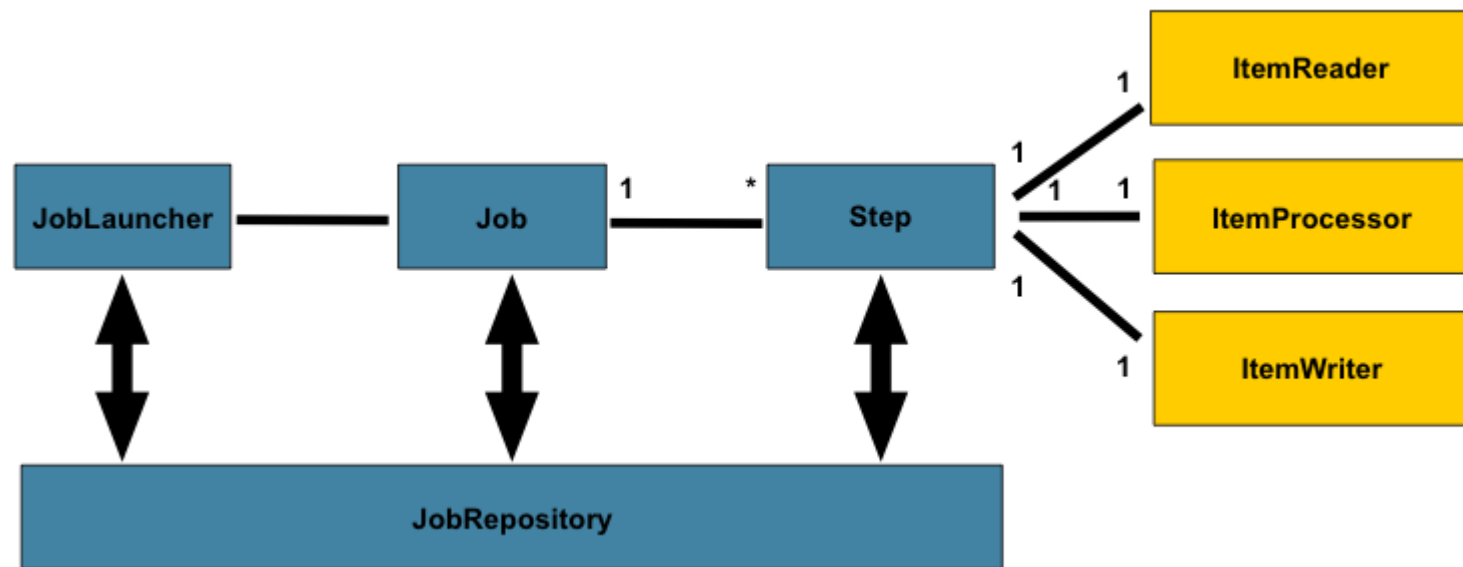 ItemReader
1
1
JobLauncher
Job
1
*
Step
1
1
ItemProcessor
1
1
ItemWriter
JobRepository